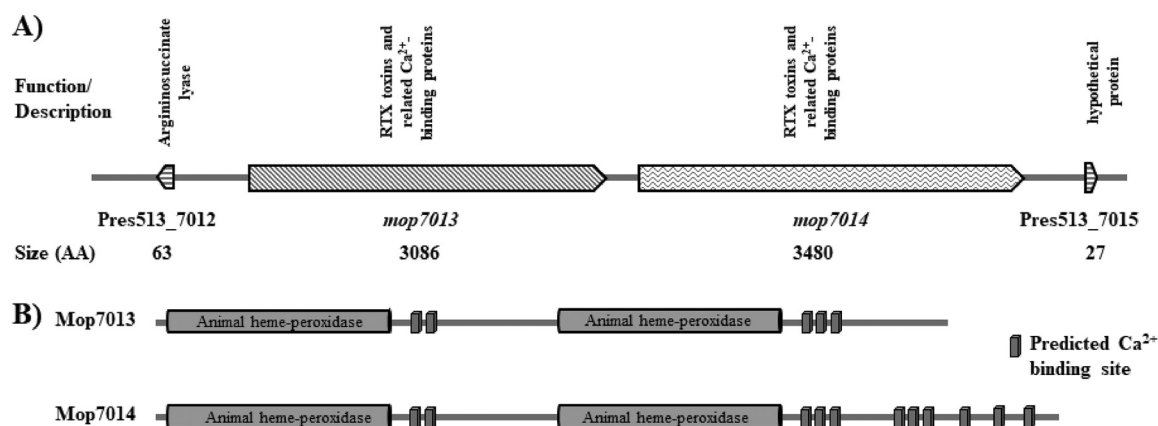 A)
Function/
Description
Argininosuccinate
lyase
RTX toxins and
related Ca²⁺-
binding proteins
RTX toxins and
related Ca²⁺-
binding proteins
hypothetical
protein
Pres513_7012 mop7013 mop7014 Pres513_7015
Size (AA) 63 3086 3480 27
B)
Mop7013 Animal heme-peroxidase Animal heme-peroxidase
Predicted Ca²⁺
binding site
Mop7014 Animal heme-peroxidase Animal heme-peroxidase